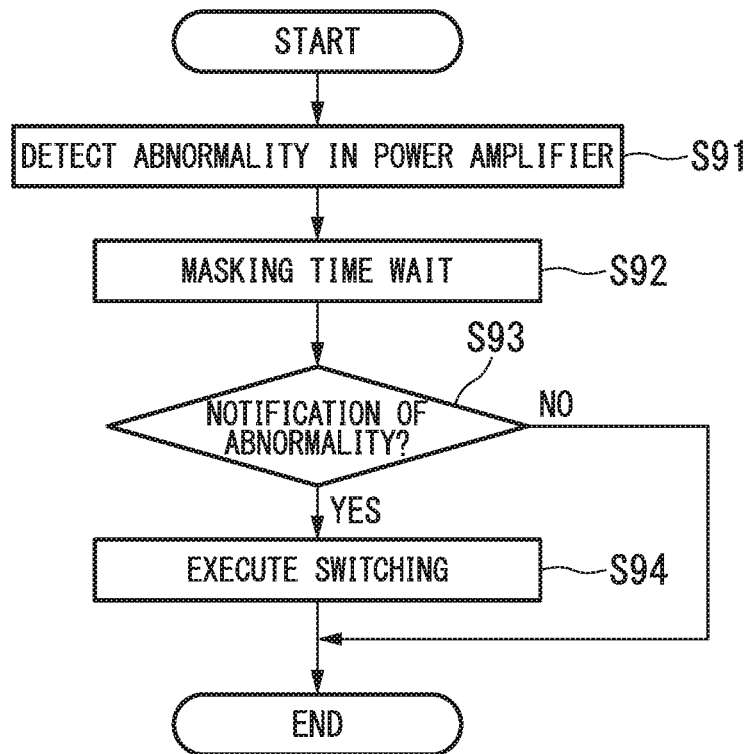 START
DETECT ABNORMALITY IN POWER AMPLIFIER
S91
MASKING TIME WAIT
S92
S93
NOTIFICATION OF
ABNORMALITY?
NO
YES
EXECUTE SWITCHING
S94
END